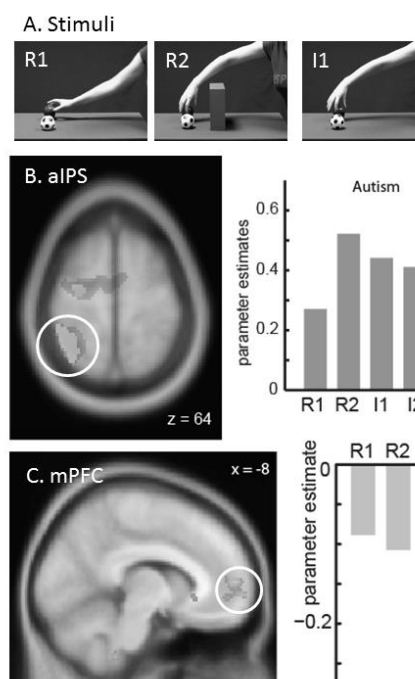 A. Stimuli
R1
R2
I1
B. aIPS
z = 64
Autism
parameter estimates
0.6
0.4
0.2
0
R1 R2 I1 I2
C. mPFC
x = -8
R1 R2
parameter estimate
0
−0.2